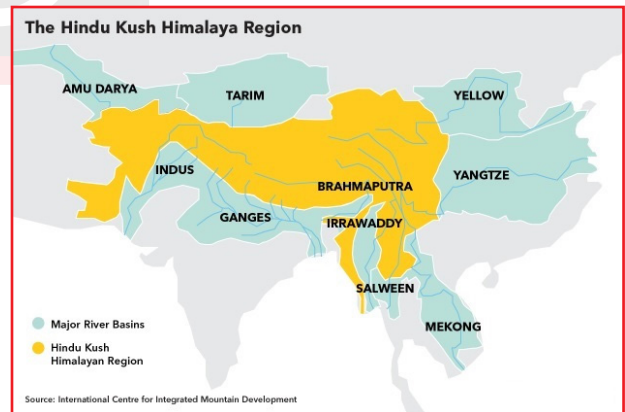 The Hindu Kush Himalaya Region
AMU DARYA
TARIM
YELLOW
INDUS
BRAHMAPUTRA
YANGTZE
GANGES
IRRAWADDY
SALWEEN
MEKONG
Major River Basins
Hindu Kush
Himalayan Region
Source: International Centre for Integrated Mountain Development